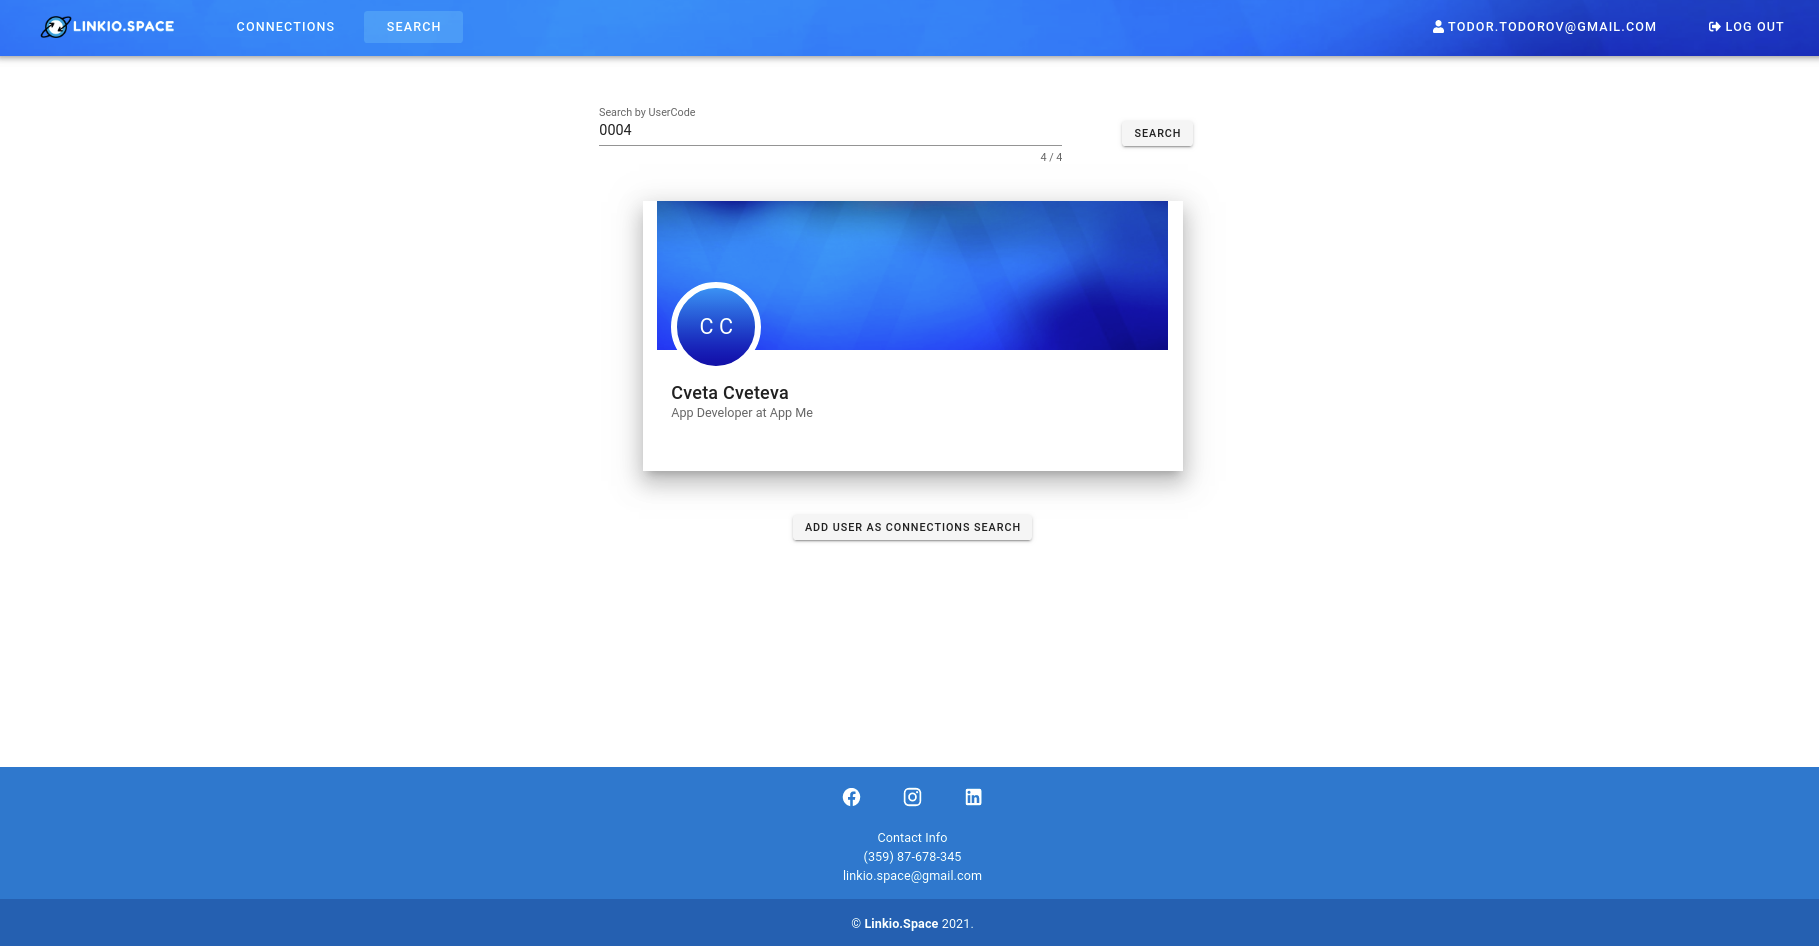 LINKIO.SPACE CONNECTIONS SEARCH TODOR.TODOROV@GMAIL.COM LOG OUT
Search by UserCode
0004
SEARCH
4 / 4
C C
Cveta Cveteva
App Developer at App Me
ADD USER AS CONNECTIONS SEARCH
Contact Info
(359) 87-678-345
linkio.space@gmail.com
© Linkio.Space 2021.